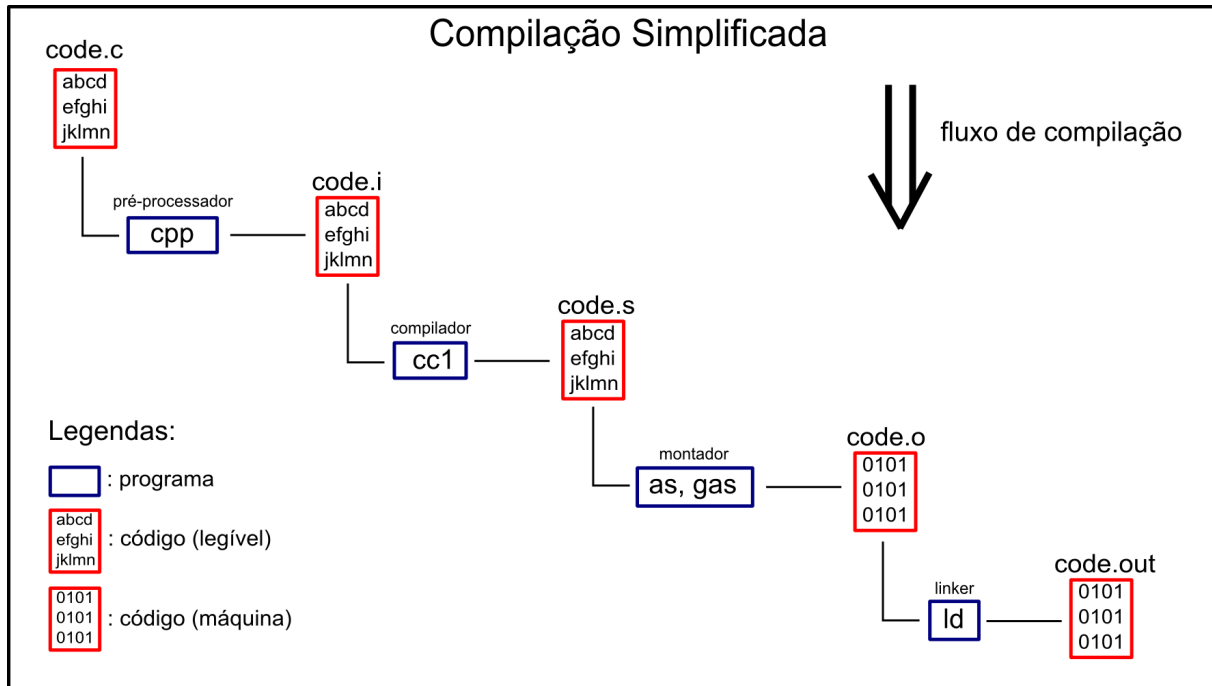 Compilação Simplificada
code.c
abcd
efghi
jklmn
fluxo de compilação
pré-processador
cpp
code.i
abcd
efghi
jklmn
compilador
cc1
code.s
abcd
efghi
jklmn
montador
as, gas
code.o
0101
0101
0101
linker
ld
code.out
0101
0101
0101
Legendas:
: programa
abcd
efghi
jklmn
: código (legível)
0101
0101
0101
: código (máquina)